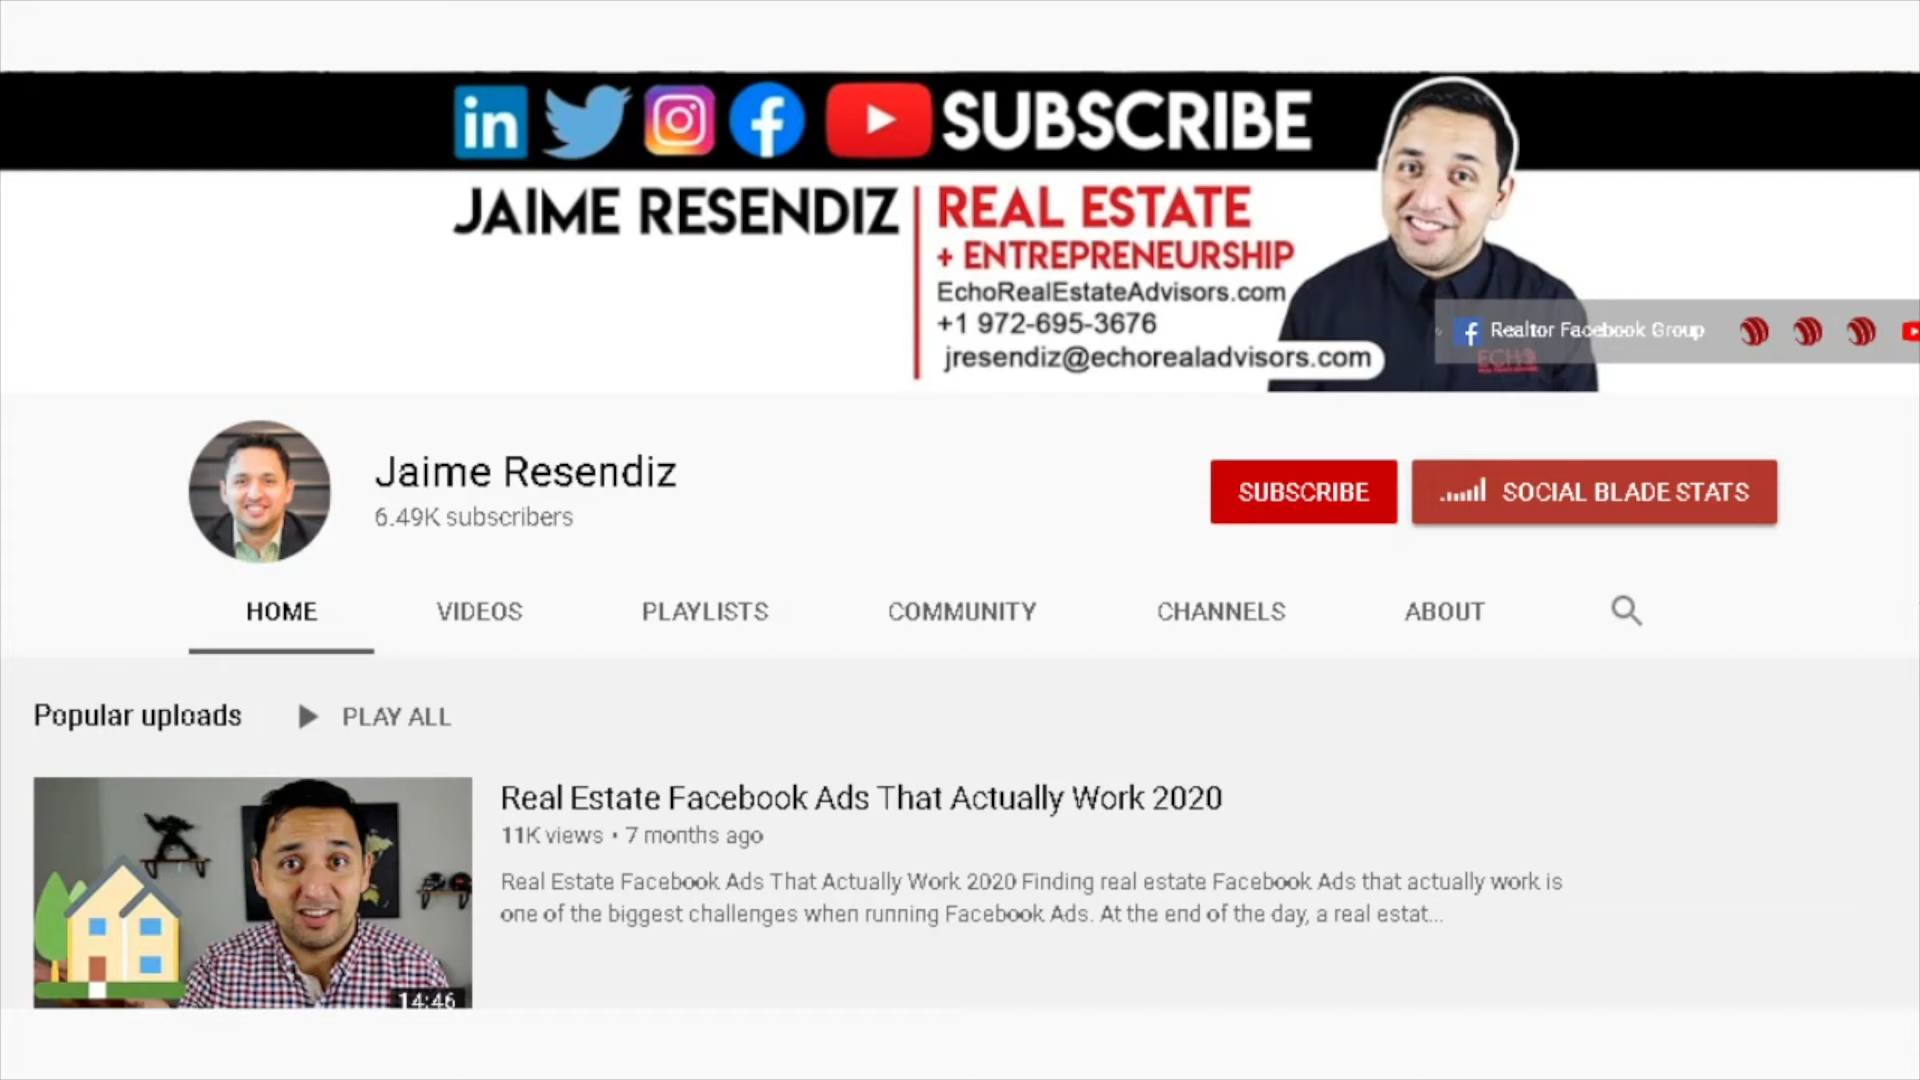 in SUBSCRIBE
JAIME RESENDIZ
REAL ESTATE
+ ENTREPRENEURSHIP
EchoRealEstateAdvisors.com
+1 972-695-3676
jresendiz@echorealadvisors.com
Realtor Facebook Group
ECHO
Jaime Resendiz
6.49K subscribers
SUBSCRIBE
SOCIAL BLADE STATS
HOME VIDEOS PLAYLISTS COMMUNITY CHANNELS ABOUT
Popular uploads PLAY ALL
Real Estate Facebook Ads That Actually Work 2020
11K views • 7 months ago
Real Estate Facebook Ads That Actually Work 2020 Finding real estate Facebook Ads that actually work is
one of the biggest challenges when running Facebook Ads. At the end of the day, a real estat...
14:46